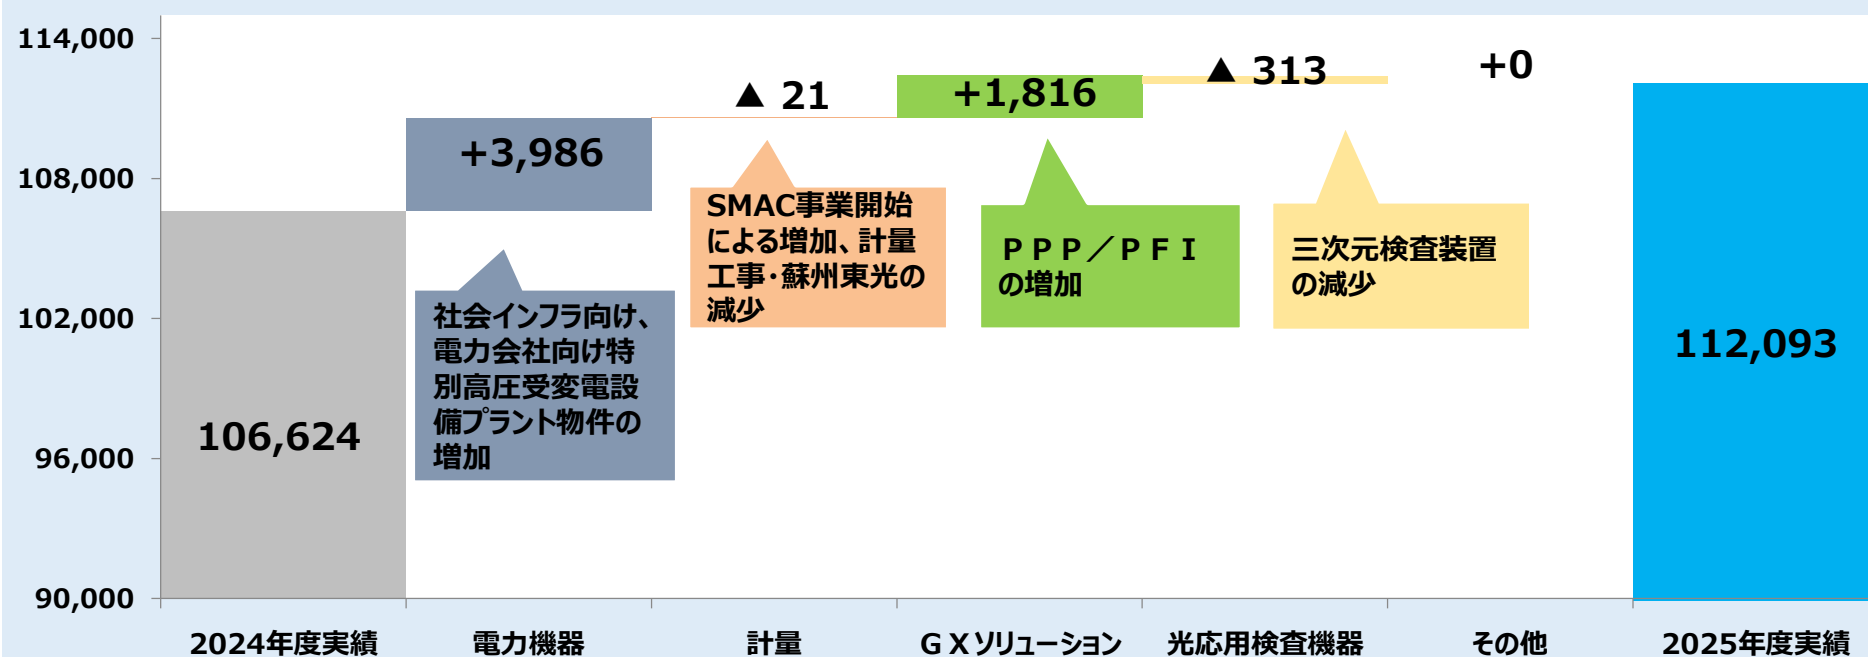 114,000
108,000
102,000
96,000
90,000
106,624
+3,986
▲ 21
+1,816
▲ 313
+0
112,093
社会インフラ向け、
電力会社向け特
別高圧受変電設
備プラント物件の
増加
SMAC事業開始
による増加、計量
工事・蘇州東光の
減少
ＰＰＰ／ＰＦＩ
の増加
三次元検査装置
の減少
2024年度実績
電力機器
計量
ＧＸソリューション
光応用検査機器
その他
2025年度実績